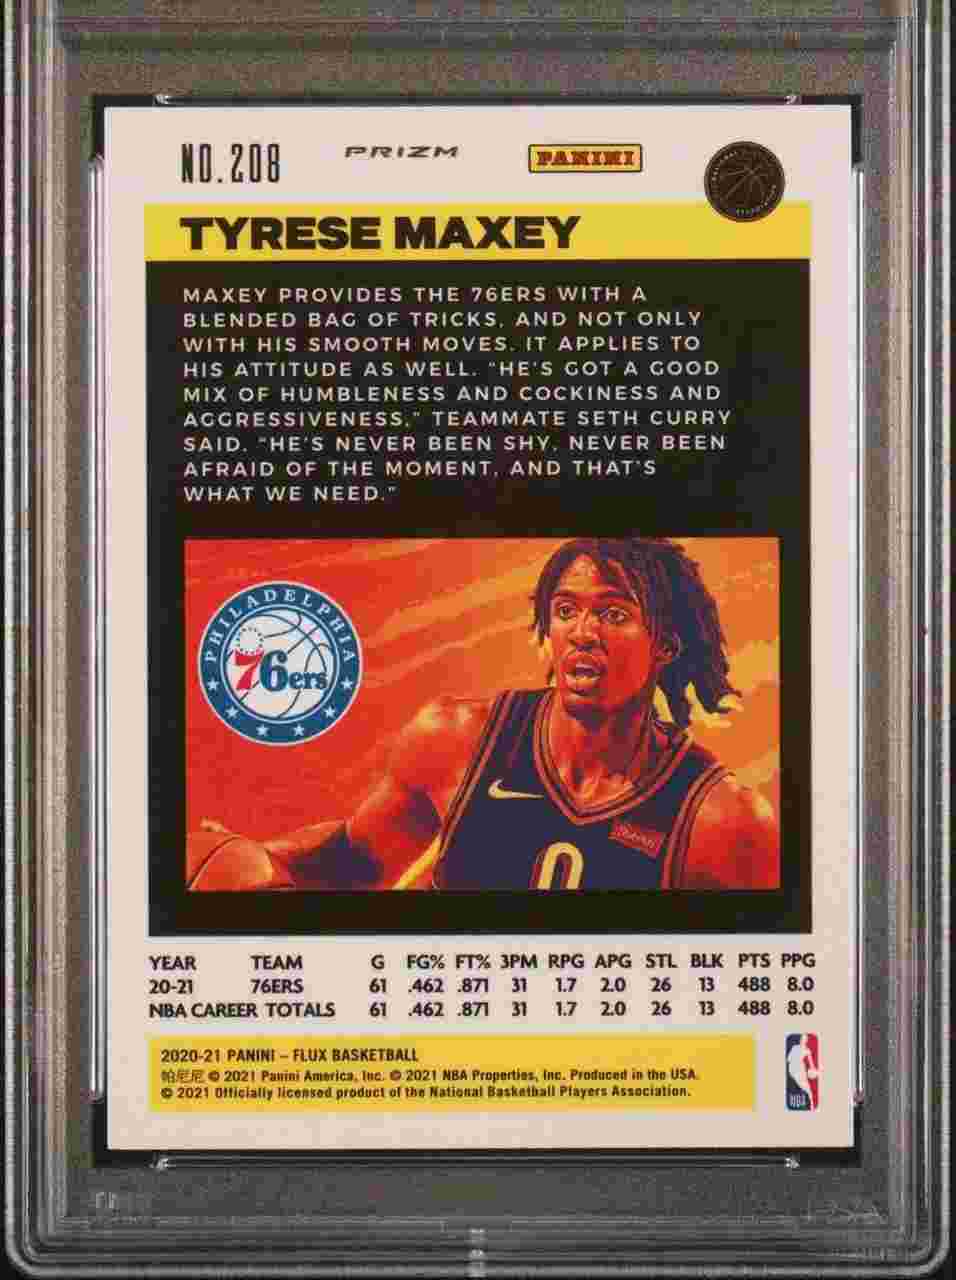 NO.208 PRIZM PANINI
TYRESE MAXEY
MAXEY PROVIDES THE 76ERS WITH A
BLENDED BAG OF TRICKS, AND NOT ONLY
WITH HIS SMOOTH MOVES. IT APPLIES TO
HIS ATTITUDE AS WELL. "HE'S GOT A GOOD
MIX OF HUMBLENESS AND COCKINESS AND
AGGRESSIVENESS," TEAMMATE SETH CURRY
SAID. "HE'S NEVER BEEN SHY, NEVER BEEN
AFRAID OF THE MOMENT, AND THAT'S
WHAT WE NEED."
PHILADELPHIA
76ers
0
YEAR TEAM G FG% FT% 3PM RPG APG STL BLK PTS PPG
20-21 76ERS 61 .462 .871 31 1.7 2.0 26 13 488 8.0
NBA CAREER TOTALS 61 .462 .871 31 1.7 2.0 26 13 488 8.0
2020-21 PANINI – FLUX BASKETBALL
帕尼尼 © 2021 Panini America, Inc. © 2021 NBA Properties, Inc. Produced in the USA.
© 2021 Officially licensed product of the National Basketball Players Association.
NBA